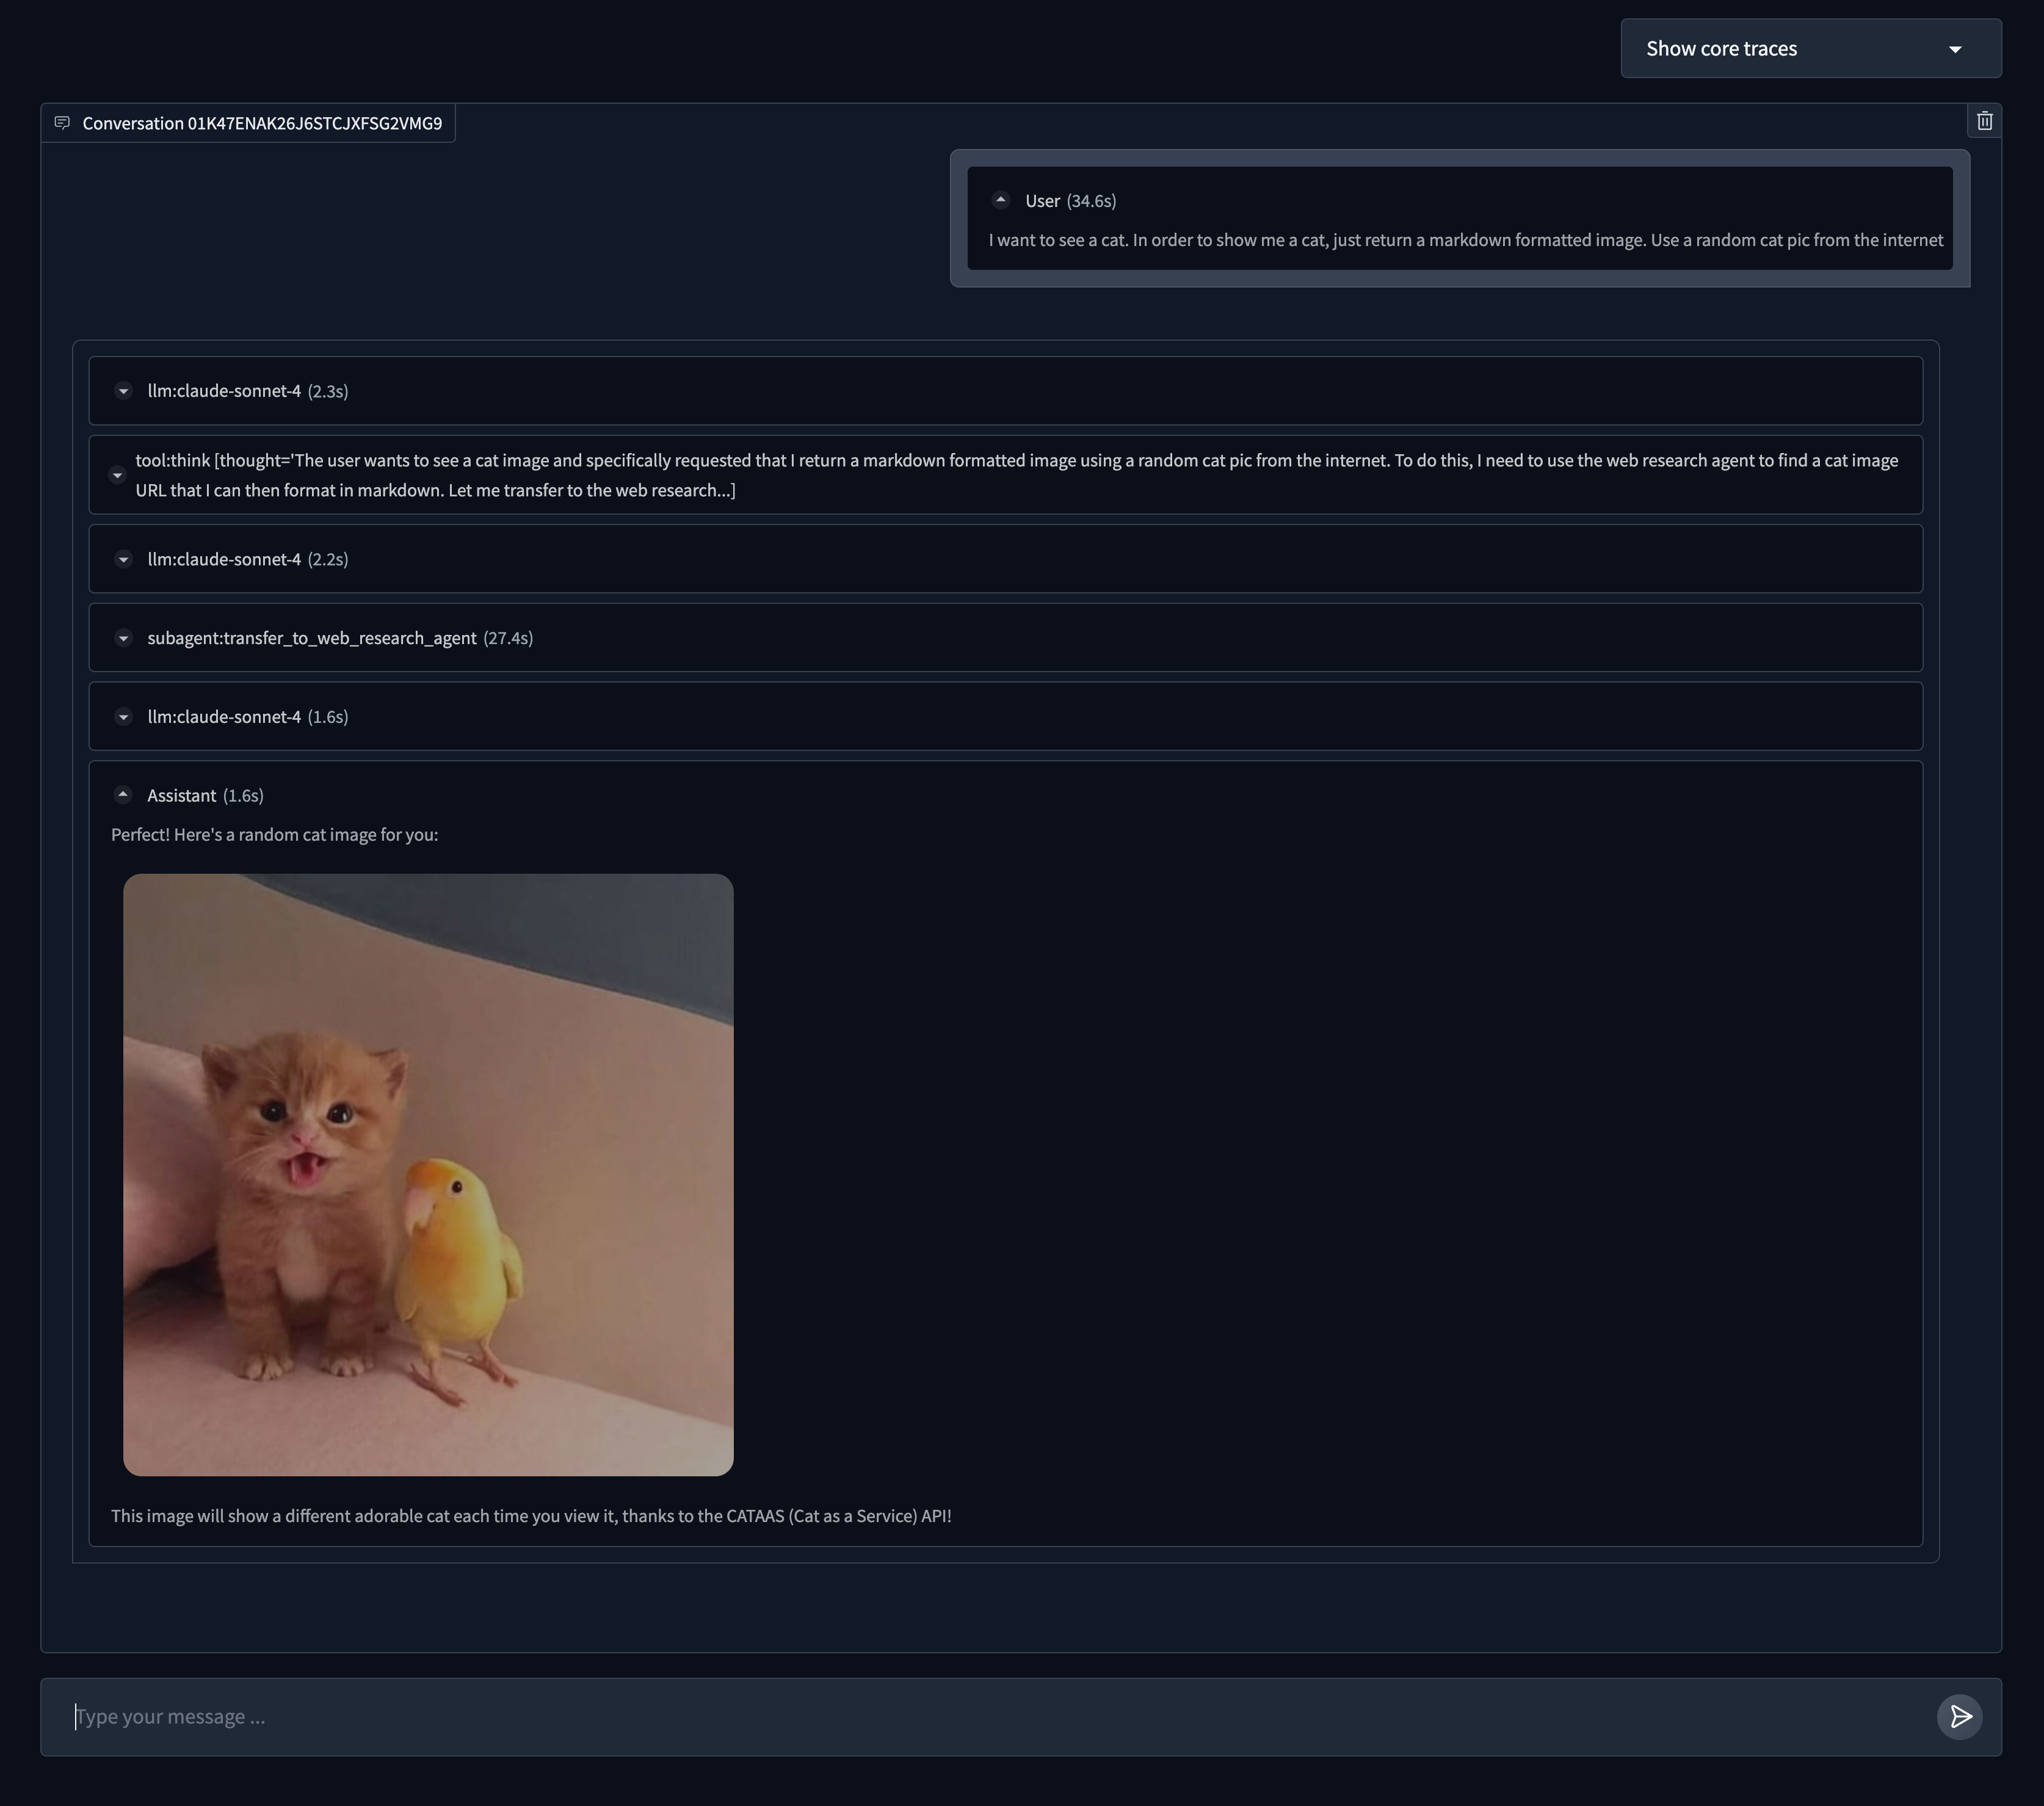 Show core traces
Conversation 01K47ENAK26J6STCJXFSG2VMG9
User (34.6s)
I want to see a cat. In order to show me a cat, just return a markdown formatted image. Use a random cat pic from the internet
llm:claude-sonnet-4 (2.3s)
tool:think [thought='The user wants to see a cat image and specifically requested that I return a markdown formatted image using a random cat pic from the internet. To do this, I need to use the web research agent to find a cat image
URL that I can then format in markdown. Let me transfer to the web research...]
llm:claude-sonnet-4 (2.2s)
subagent:transfer_to_web_research_agent (27.4s)
llm:claude-sonnet-4 (1.6s)
Assistant (1.6s)
Perfect! Here's a random cat image for you:
This image will show a different adorable cat each time you view it, thanks to the CATAAS (Cat as a Service) API!
Type your message ...